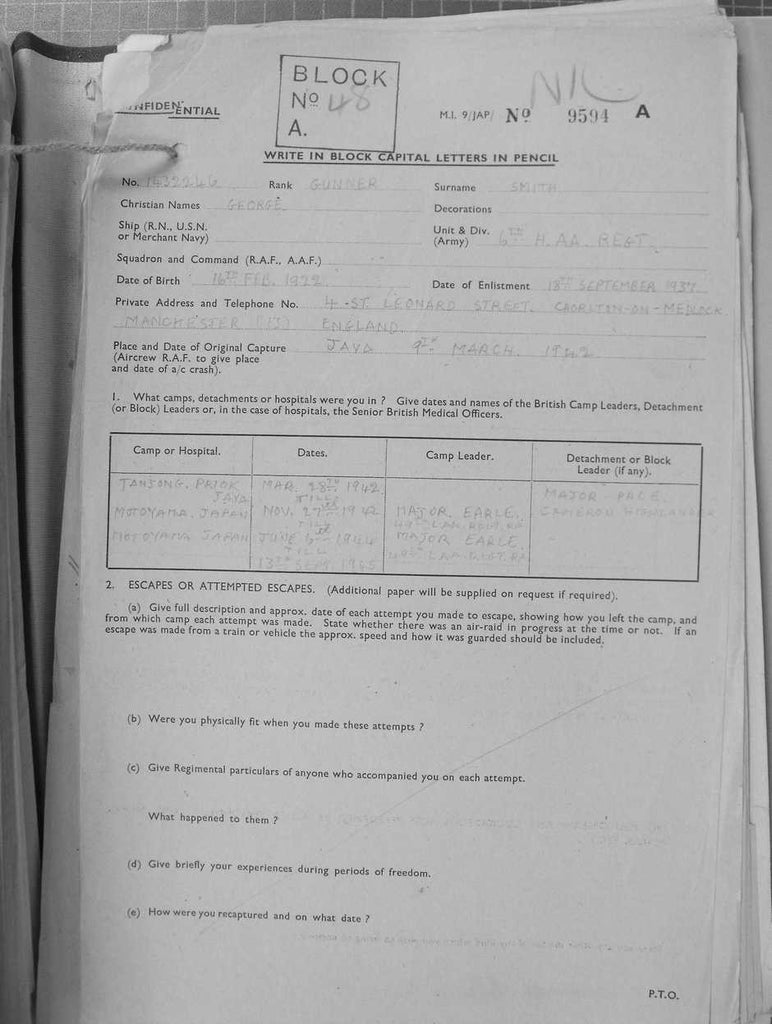 CONFIDENTIAL
BLOCK
No 48
A.
NIL
M.I. 9/JAP/ No 9594 A
WRITE IN BLOCK CAPITAL LETTERS IN PENCIL
No. Rank GUNNER Surname SMITH
Christian Names GEORGE
Decorations
Ship (R.N., U.S.N.
or Merchant Navy)
Unit & Div.
(Army) 6TH H.AA. REGT.
Squadron and Command (R.A.F., A.A.F.)
Date of Birth 16TH FEB. 1922 Date of Enlistment 18TH SEPTEMBER 1937
Private Address and Telephone No. 4 ST. LEONARD STREET. CHORLTON-ON-MEDLOCK
MANCHESTER (13) ENGLAND.
Place and Date of Original Capture JAVA 9TH MARCH. 1942
(Aircrew R.A.F. to give place
and date of a/c crash).
1. What camps, detachments or hospitals were you in ? Give dates and names of the British Camp Leaders, Detachment
(or Block) Leaders or, in the case of hospitals, the Senior British Medical Officers.
Camp or Hospital. Dates. Camp Leader. Detachment or Block
Leader (if any).
TANJONG. PRIOK MAR. 28TH 1942 MAJOR
JAVA TILL CAMERON HIGHLANDER
MOTOYAMA. JAPAN NOV. 27TH 1942 MAJOR. EARLE.
TILL
MOTOYAMA JAPAN JUNE 1944 MAJOR EARLE
TILL
13TH SEPT. 1945
2. ESCAPES OR ATTEMPTED ESCAPES. (Additional paper will be supplied on request if required).
(a) Give full description and approx. date of each attempt you made to escape, showing how you left the camp, and
from which camp each attempt was made. State whether there was an air-raid in progress at the time or not. If an
escape was made from a train or vehicle the approx. speed and how it was guarded should be included.
(b) Were you physically fit when you made these attempts ?
(c) Give Regimental particulars of anyone who accompanied you on each attempt.
What happened to them ?
(d) Give briefly your experiences during periods of freedom.
(e) How were you recaptured and on what date ?
P.T.O.